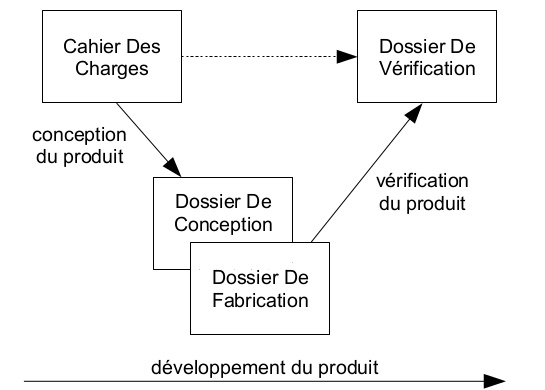 Cahier Des
Charges
Dossier De
Vérification
conception
du produit
vérification
du produit
Dossier De
Conception
Dossier De
Fabrication
développement du produit